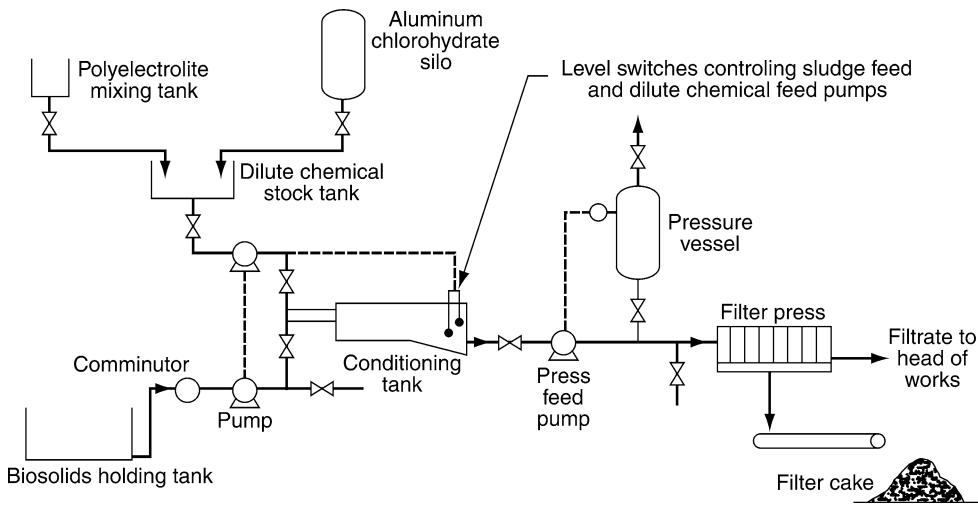 Aluminum
chlorohydrate
silo
Polyelectrolite
mixing tank
Level switches controling sludge feed
and dilute chemical feed pumps
Dilute chemical
stock tank
Pressure
vessel
Filter press
Filtrate to
head of
works
Comminutor
Conditioning
tank
Press
feed
pump
Pump
Biosolids holding tank
Filter cake